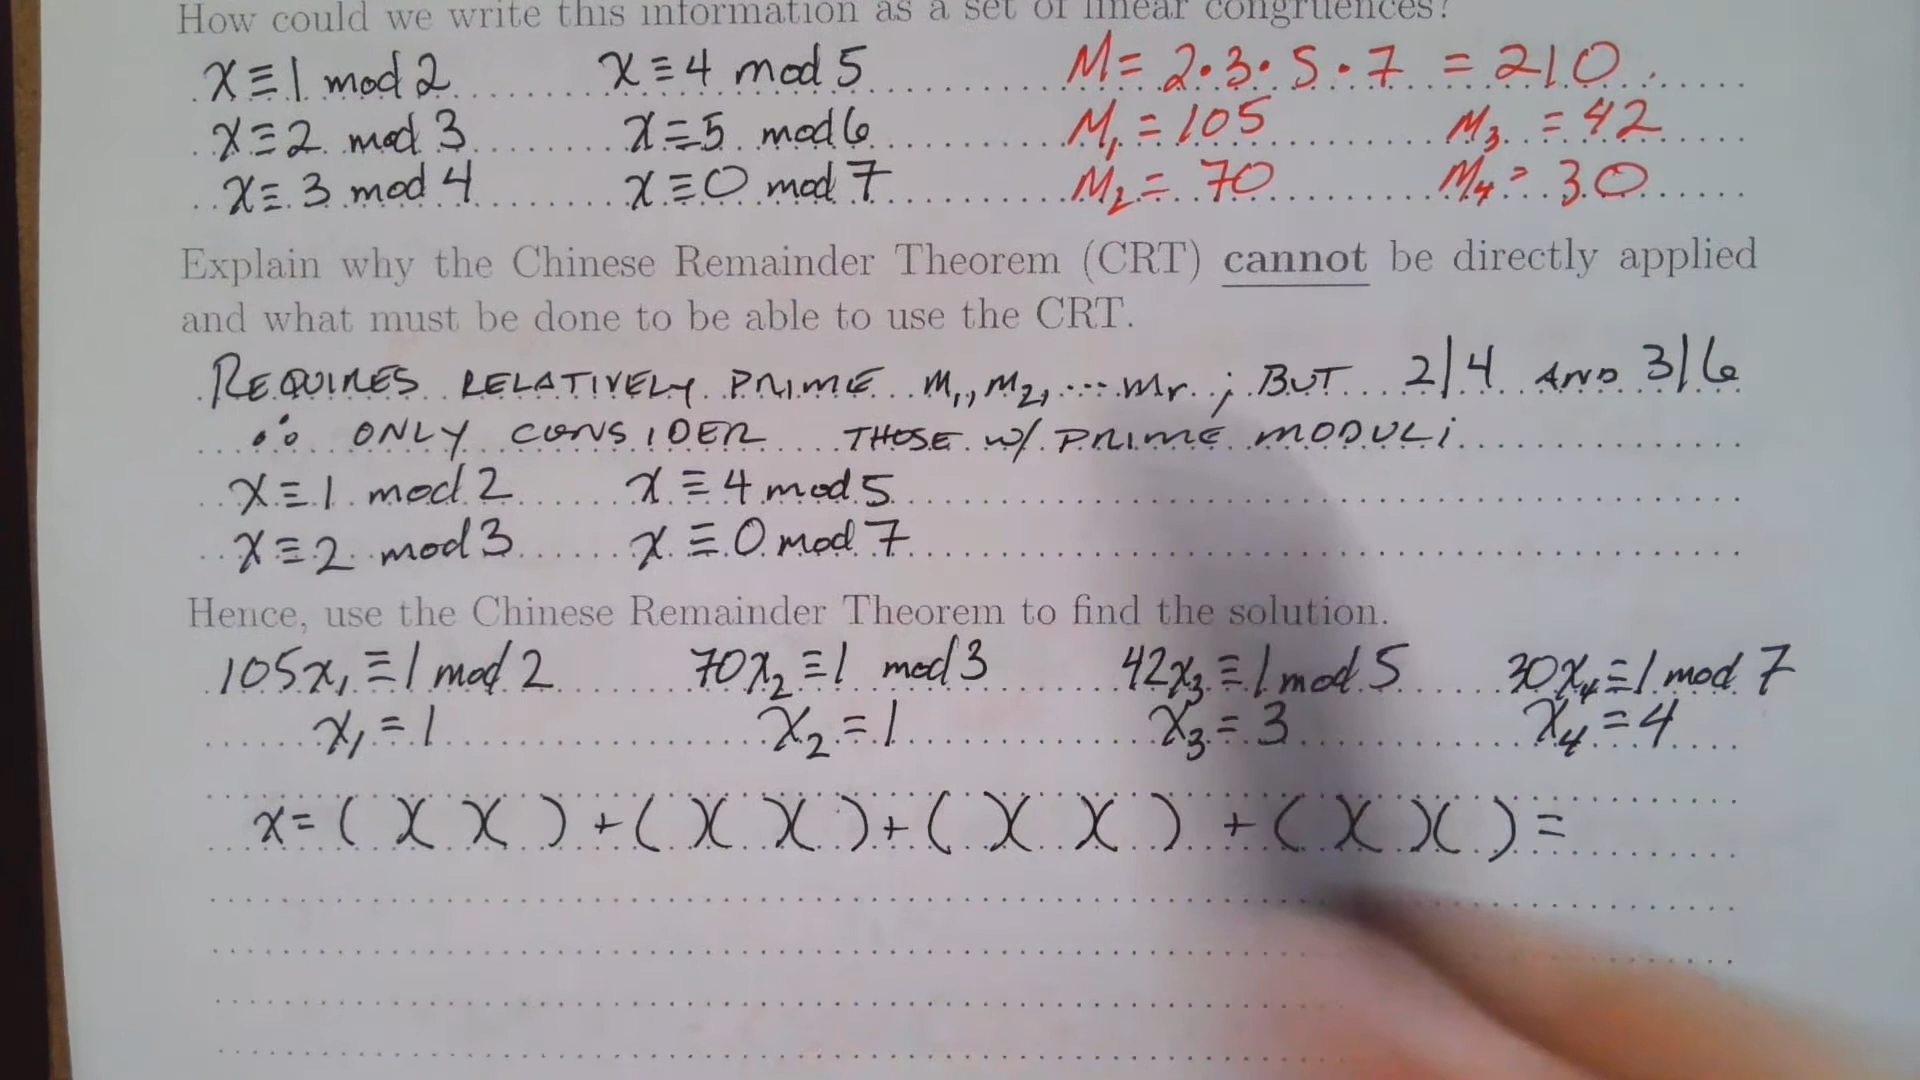 How could we write this information as a set of linear congruences?
x ≡ 1 mod 2 x ≡ 4 mod 5 M = 2·3·5·7 = 210
x ≡ 2 mod 3 x ≡ 5 mod 6 M₁ = 105 M₃ = 42
x ≡ 3 mod 4 x ≡ 0 mod 7 M₂ = 70 M₄ = 30
Explain why the Chinese Remainder Theorem (CRT) cannot be directly applied
and what must be done to be able to use the CRT.
REQUIRES RELATIVELY PRIME m₁, m₂, ... mr ; BUT 2|4 AND 3|6
∴ ONLY CONSIDER THOSE w/ PRIME MODULI
x ≡ 1 mod 2 x ≡ 4 mod 5
x ≡ 2 mod 3 x ≡ 0 mod 7
Hence, use the Chinese Remainder Theorem to find the solution.
105x₁ ≡ 1 mod 2 70x₂ ≡ 1 mod 3 42x₃ ≡ 1 mod 5 30x₄ ≡ 1 mod 7
x₁ = 1 x₂ = 1 x₃ = 3 x₄ = 4
x = ( )( )( ) + ( )( )( ) + ( )( )( ) + ( )( )( ) =